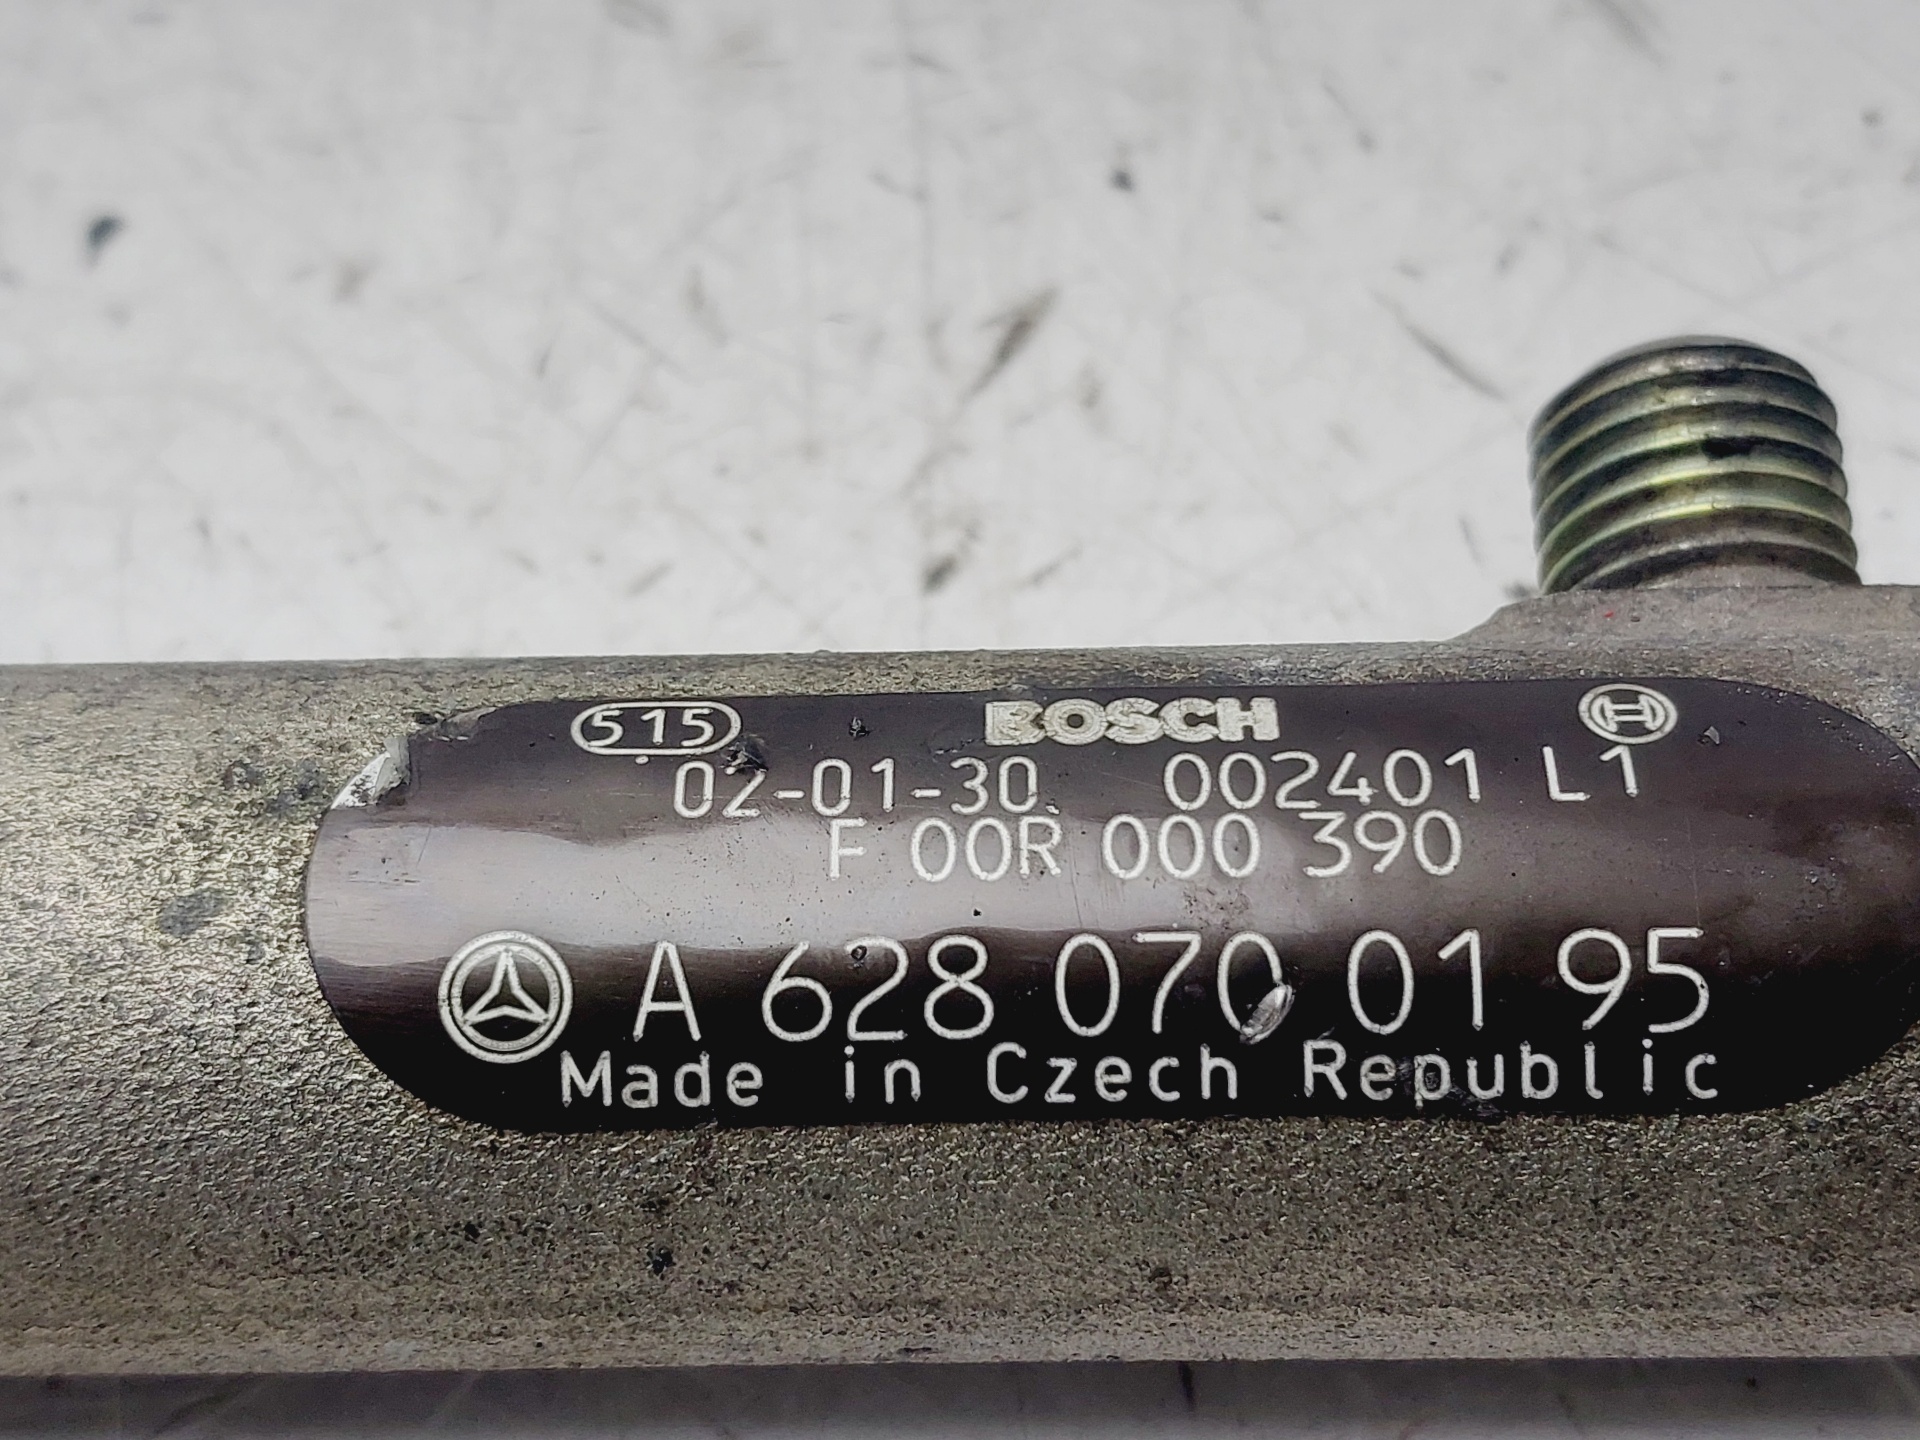 515 BOSCH
02-01-30 002401 L1
F 00R 000 390
A 628 070 01 95
Made in Czech Republic